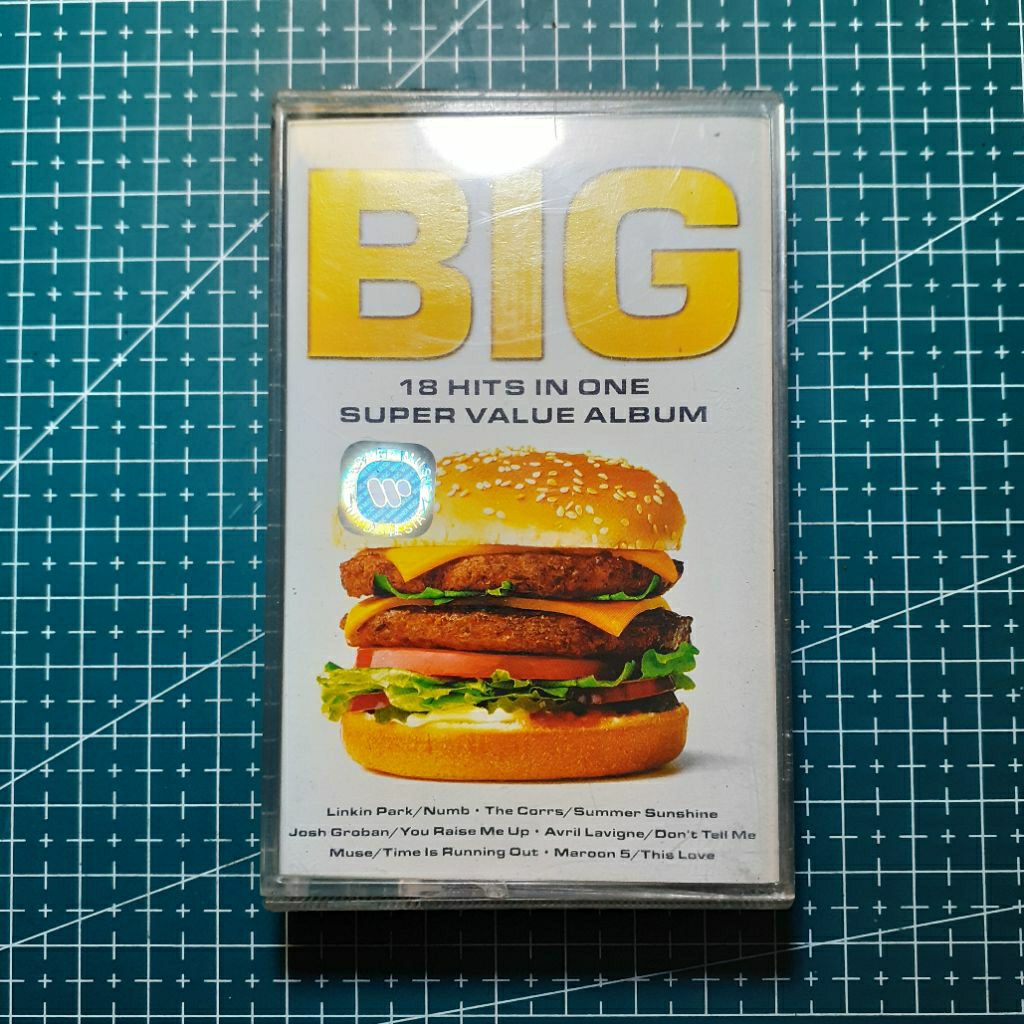 BIG
18 HITS IN ONE
SUPER VALUE ALBUM
Linkin Park/Numb • The Corrs/Summer Sunshine
Josh Groban/You Raise Me Up • Avril Lavigne/Don't Tell Me
Muse/Time Is Running Out • Maroon 5/This Love